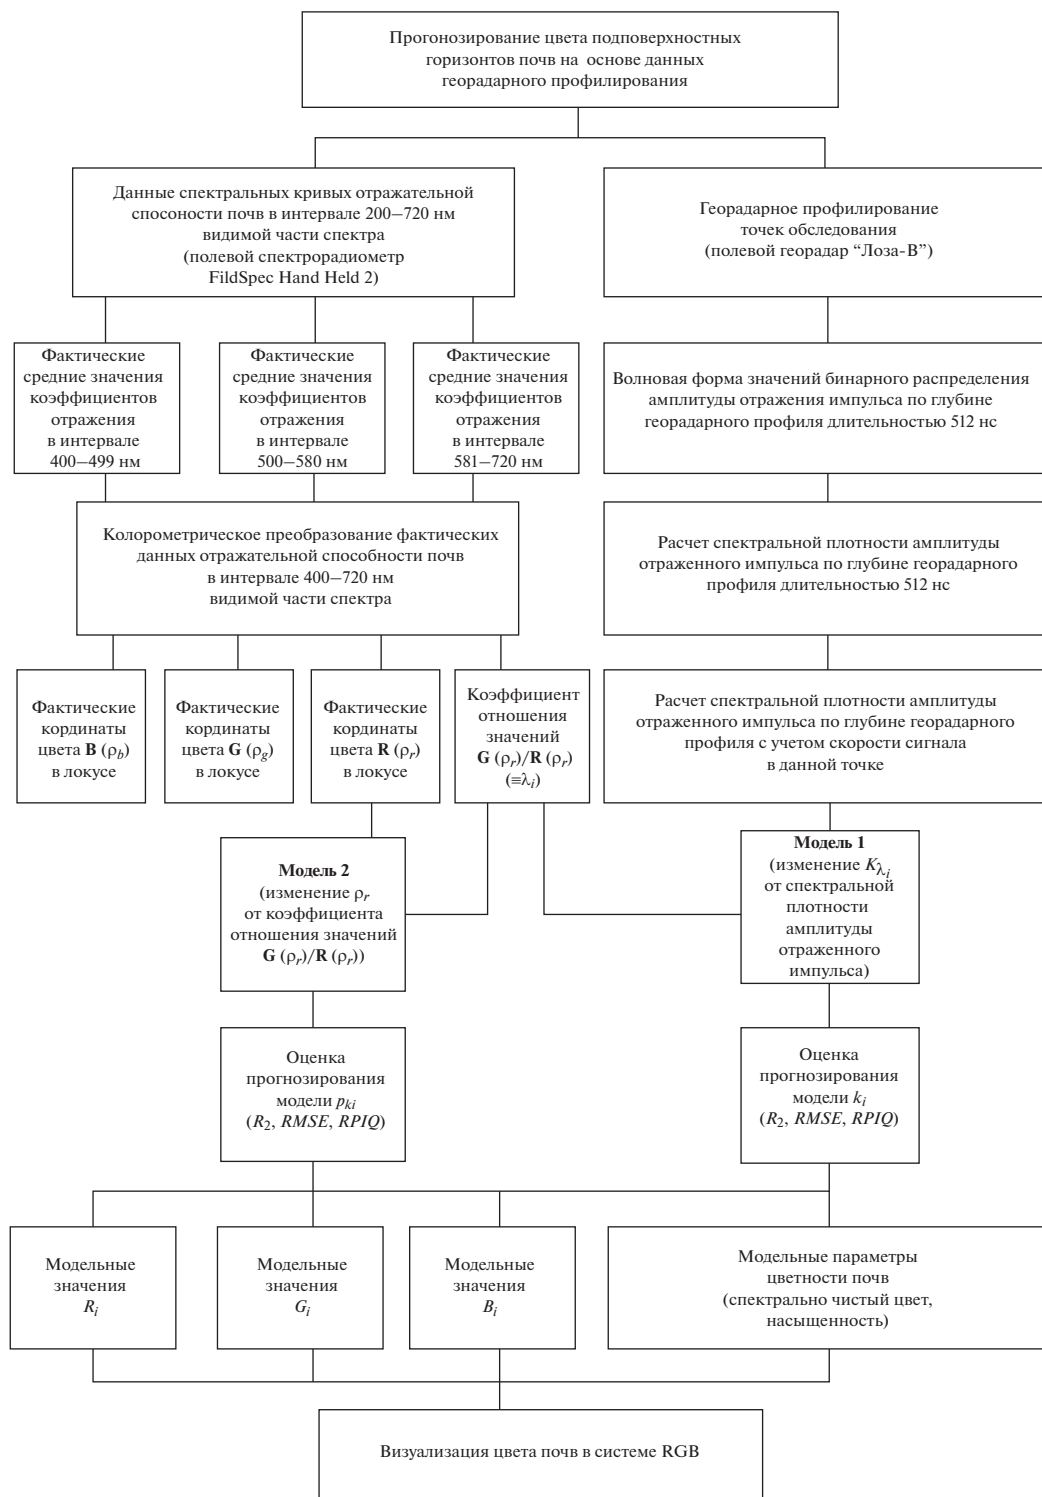 Прогонозирование цвета подповерхностных
горизонтов почв на основе данных
георадарного профилирования
Данные спектральных кривых отражательной
спосоности почв в интервале 200–720 нм
видимой части спектра
(полевой спектрорадиометр
FildSpec Hand Held 2)
Георадарное профилирование
точек обследования
(полевой георадар “Лоза-В”)
Фактические
средние значения
коэффициентов
отражения
в интервале
400–499 нм
Фактические
средние значения
коэффициентов
отражения
в интервале
500–580 нм
Фактические
средние значения
коэффициентов
отражения
в интервале
581–720 нм
Волновая форма значений бинарного распределения
амплитуды отражения импульса по глубине
георадарного профиля длительностью 512 нс
Колорометрическое преобразование фактических
данных отражательной способности почв
в интервале 400–720 нм
видимой части спектра
Расчет спектральной плотности амплитуды
отраженного импульса по глубине георадарного
профиля длительностью 512 нс
Фактические
кординаты
цвета B (ρb)
в локусе
Фактические
кординаты
цвета G (ρg)
в локусе
Фактические
кординаты
цвета R (ρr)
в локусе
Коэффициент
отношения
значений
G (ρr)/R (ρr)
(≡λi)
Расчет спектральной плотности амплитуды
отраженного импульса по глубине георадарного
профиля с учетом скорости сигнала
в данной точке
Модель 2
(изменение ρr
от коэффициента
отношения значений
G (ρr)/R (ρr))
Модель 1
(изменение Kλi
от спектральной
плотности
амплитуды
отраженного
импульса)
Оценка
прогнозирования
модели pki
(R2, RMSE, RPIQ)
Оценка
прогнозирования
модели ki
(R2, RMSE, RPIQ)
Модельные
значения
Ri
Модельные
значения
Gi
Модельные
значения
Bi
Модельные параметры
цветности почв
(спектрально чистый цвет,
насыщенность)
Визуализация цвета почв в системе RGB